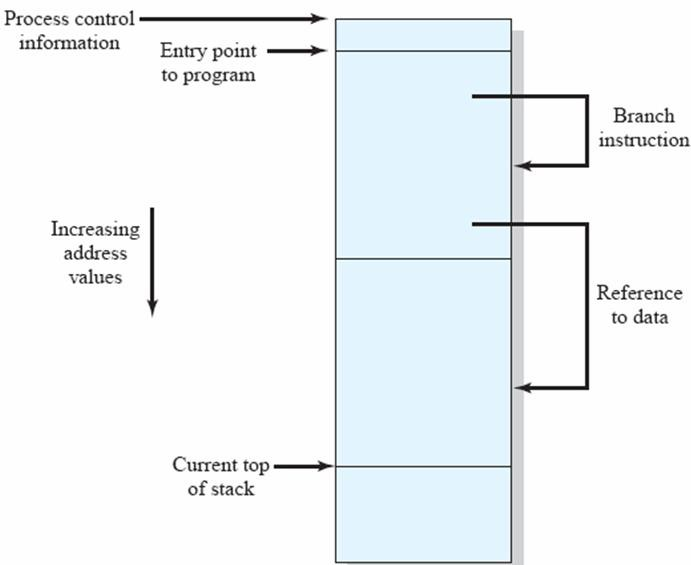 Process control
information
Entry point
to program
Branch
instruction
Increasing
address
values
Reference
to data
Current top
of stack